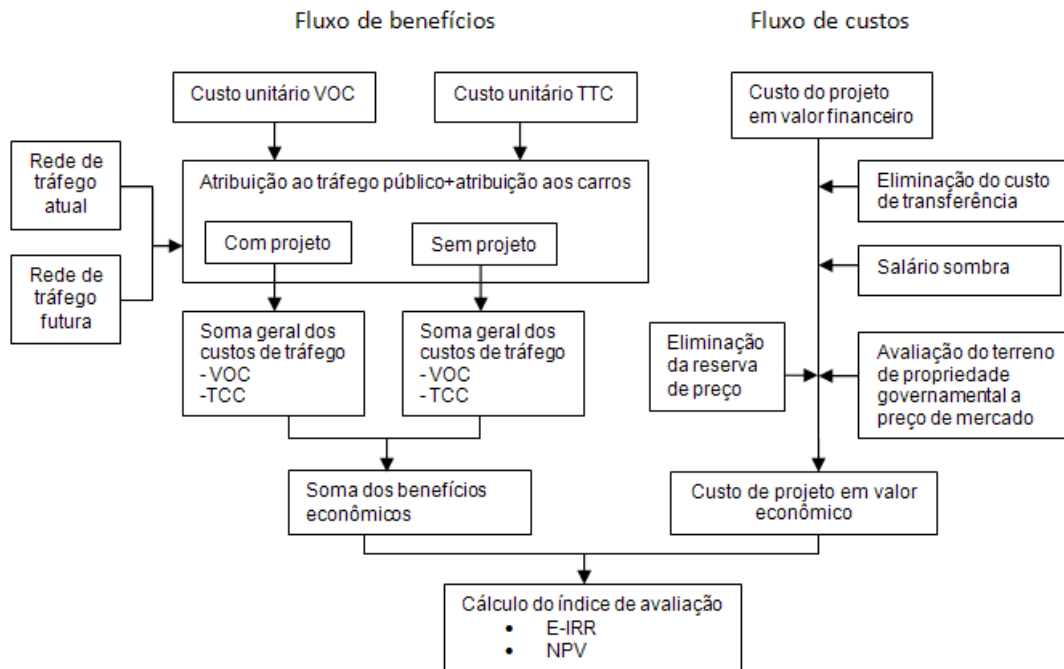 Fluxo de benefícios
Fluxo de custos
Custo unitário VOC
Custo unitário TTC
Custo do projeto
em valor financeiro
Rede de
tráfego
atual
Atribuição ao tráfego público+atribuição aos carros
Eliminação do custo
de transferência
Com projeto
Sem projeto
Salário sombra
Rede de
tráfego
futura
Soma geral dos
custos de tráfego
- VOC
-TCC
Soma geral dos
custos de tráfego
- VOC
-TCC
Eliminação
da reserva
de preço
Avaliação do terreno
de propriedade
governamental a
preço de mercado
Soma dos benefícios
econômicos
Custo de projeto em valor
econômico
Cálculo do índice de avaliação
• E-IRR
• NPV